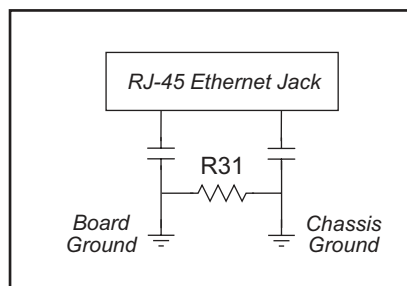 RJ-45 Ethernet Jack
R31
Board
Ground
Chassis
Ground